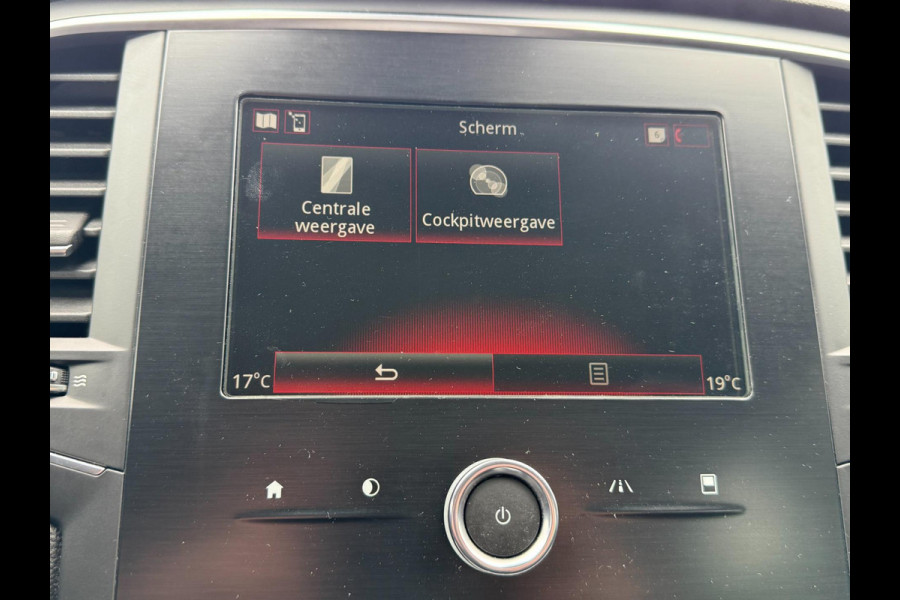 Scherm
Centrale
weergave
Cockpitweergave
17°C
19°C